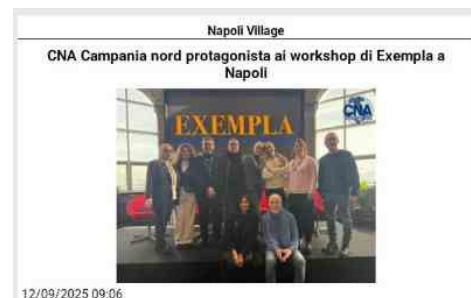 Napoli Village
CNA Campania nord protagonista ai workshop di Exempla a
Napoli
EXEMPLA
CNA
12/09/2025 09:06